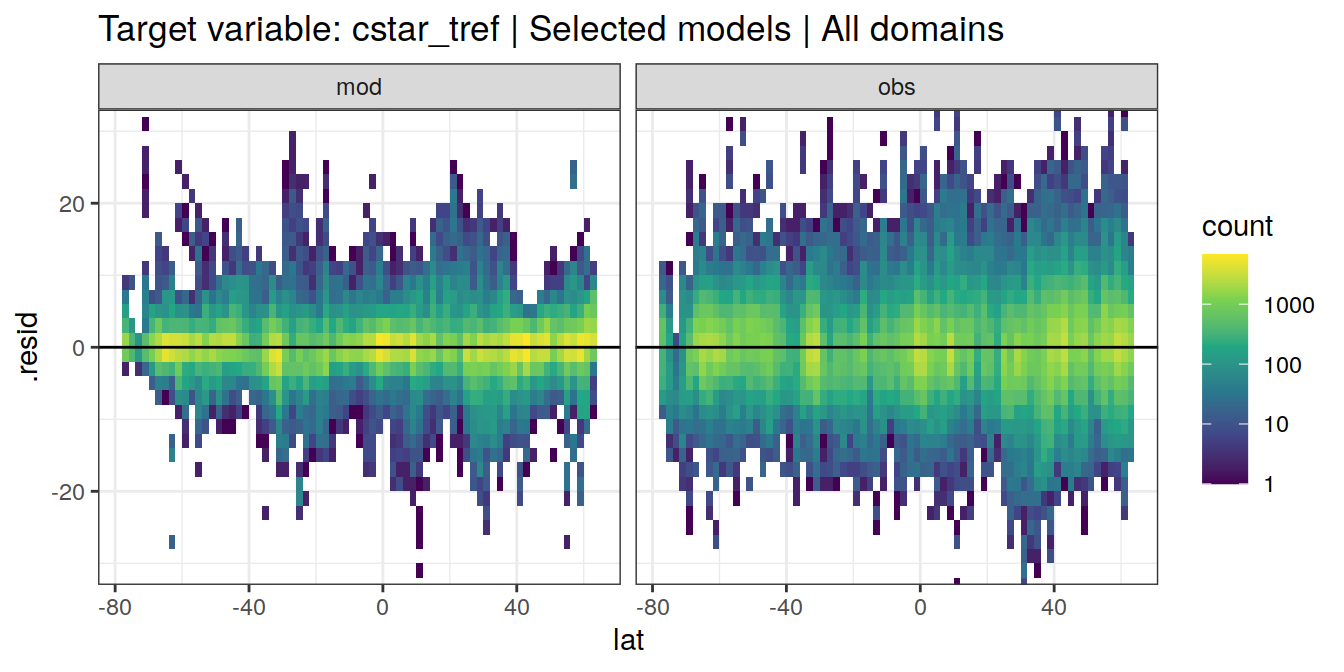 Target variable: cstar_tref | Selected models | All domains
mod
obs
.resid
20
0
-20
-80
-40
0
40
-80
-40
0
40
lat
count
1000
100
10
1